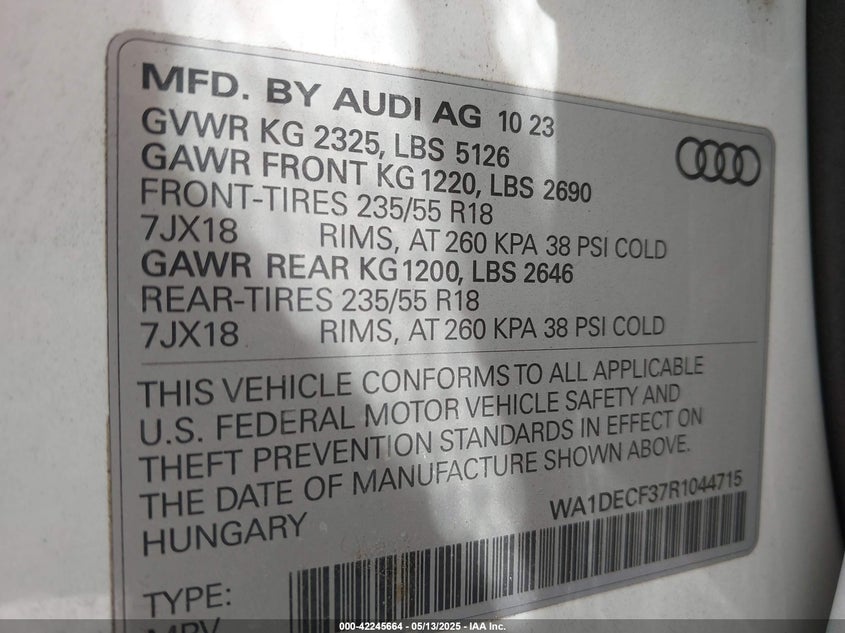 MFD. BY AUDI AG 10 23
GVWR KG 2325, LBS 5126
GAWR FRONT KG 1220, LBS 2690
FRONT-TIRES 235/55 R18
7JX18 RIMS, AT 260 KPA 38 PSI COLD
GAWR REAR KG 1200, LBS 2646
REAR-TIRES 235/55 R18
7JX18 RIMS, AT 260 KPA 38 PSI COLD
THIS VEHICLE CONFORMS TO ALL APPLICABLE
U.S. FEDERAL MOTOR VEHICLE SAFETY AND
THEFT PREVENTION STANDARDS IN EFFECT ON
THE DATE OF MANUFACTURE SHOWN ABOVE.
HUNGARY WA1DECF37R1044715
TYPE:
MPV
000-42245664 - 05/13/2025 - IAA Inc.